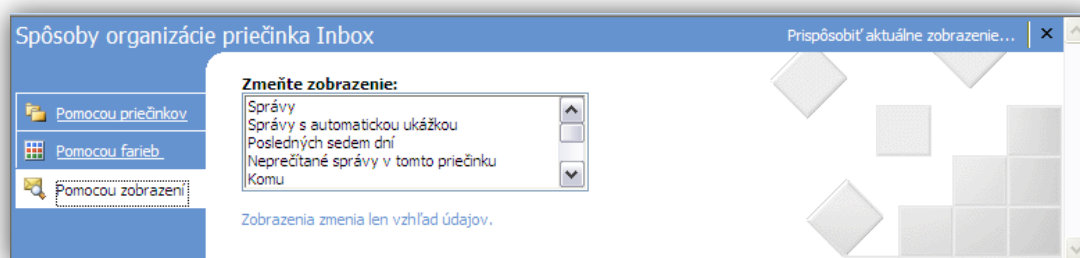 Spôsoby organizácie priečinka Inbox
Prispôsobiť aktuálne zobrazenie...
Zmeňte zobrazenie:
Pomocou priečinkov
Pomocou farieb
Pomocou zobrazení
Správy
Správy s automatickou ukážkou
Posledných sedem dní
Neprečítané správy v tomto priečinku
Komu
Zobrazenia zmenia len vzhľad údajov.